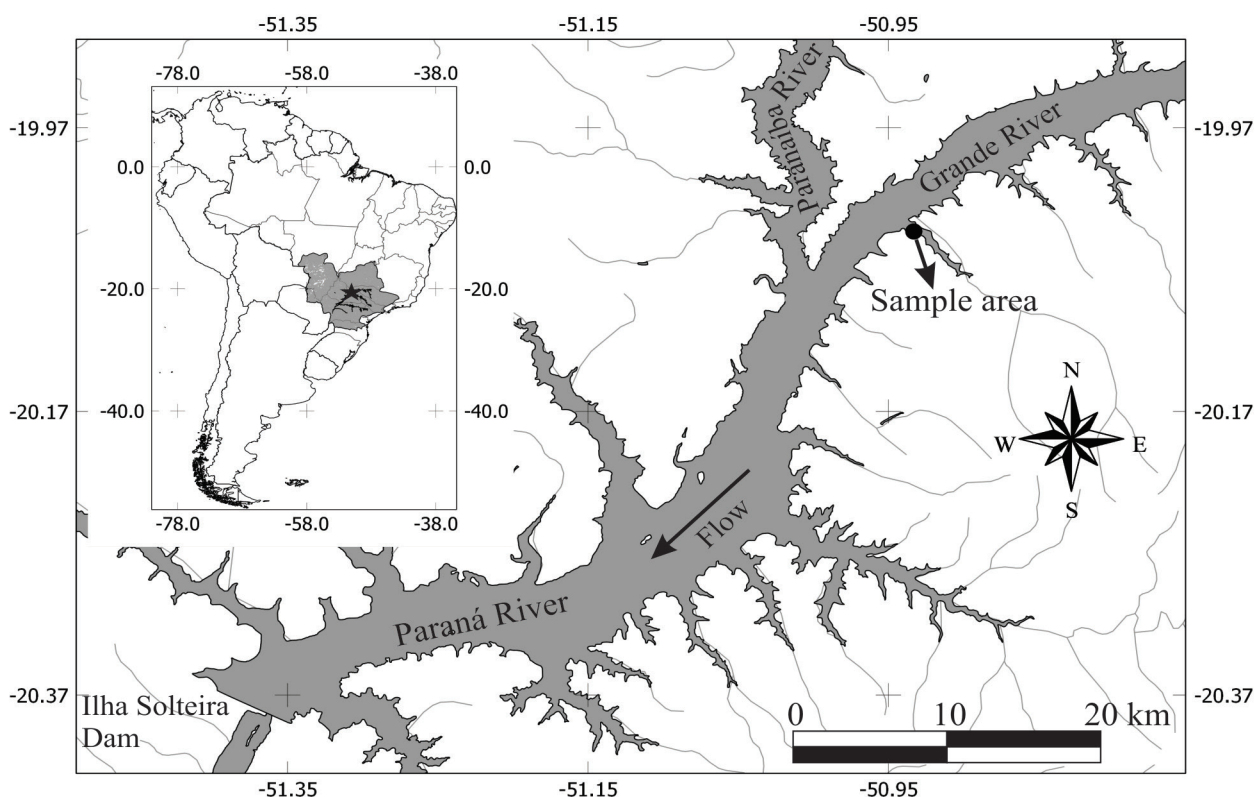 -51.35 -51.15 -50.95
-78.0 -58.0 -38.0
Paranaiba River
Grande River
-19.97 -19.97
0.0 0.0
-20.0 -20.0
Sample area
-40.0 -40.0
-20.17 -20.17
N
W E
S
-78.0 -58.0 -38.0
Flow
Paraná River
-20.37 -20.37
Ilha Solteira
Dam
0 10 20 km
-51.35 -51.15 -50.95